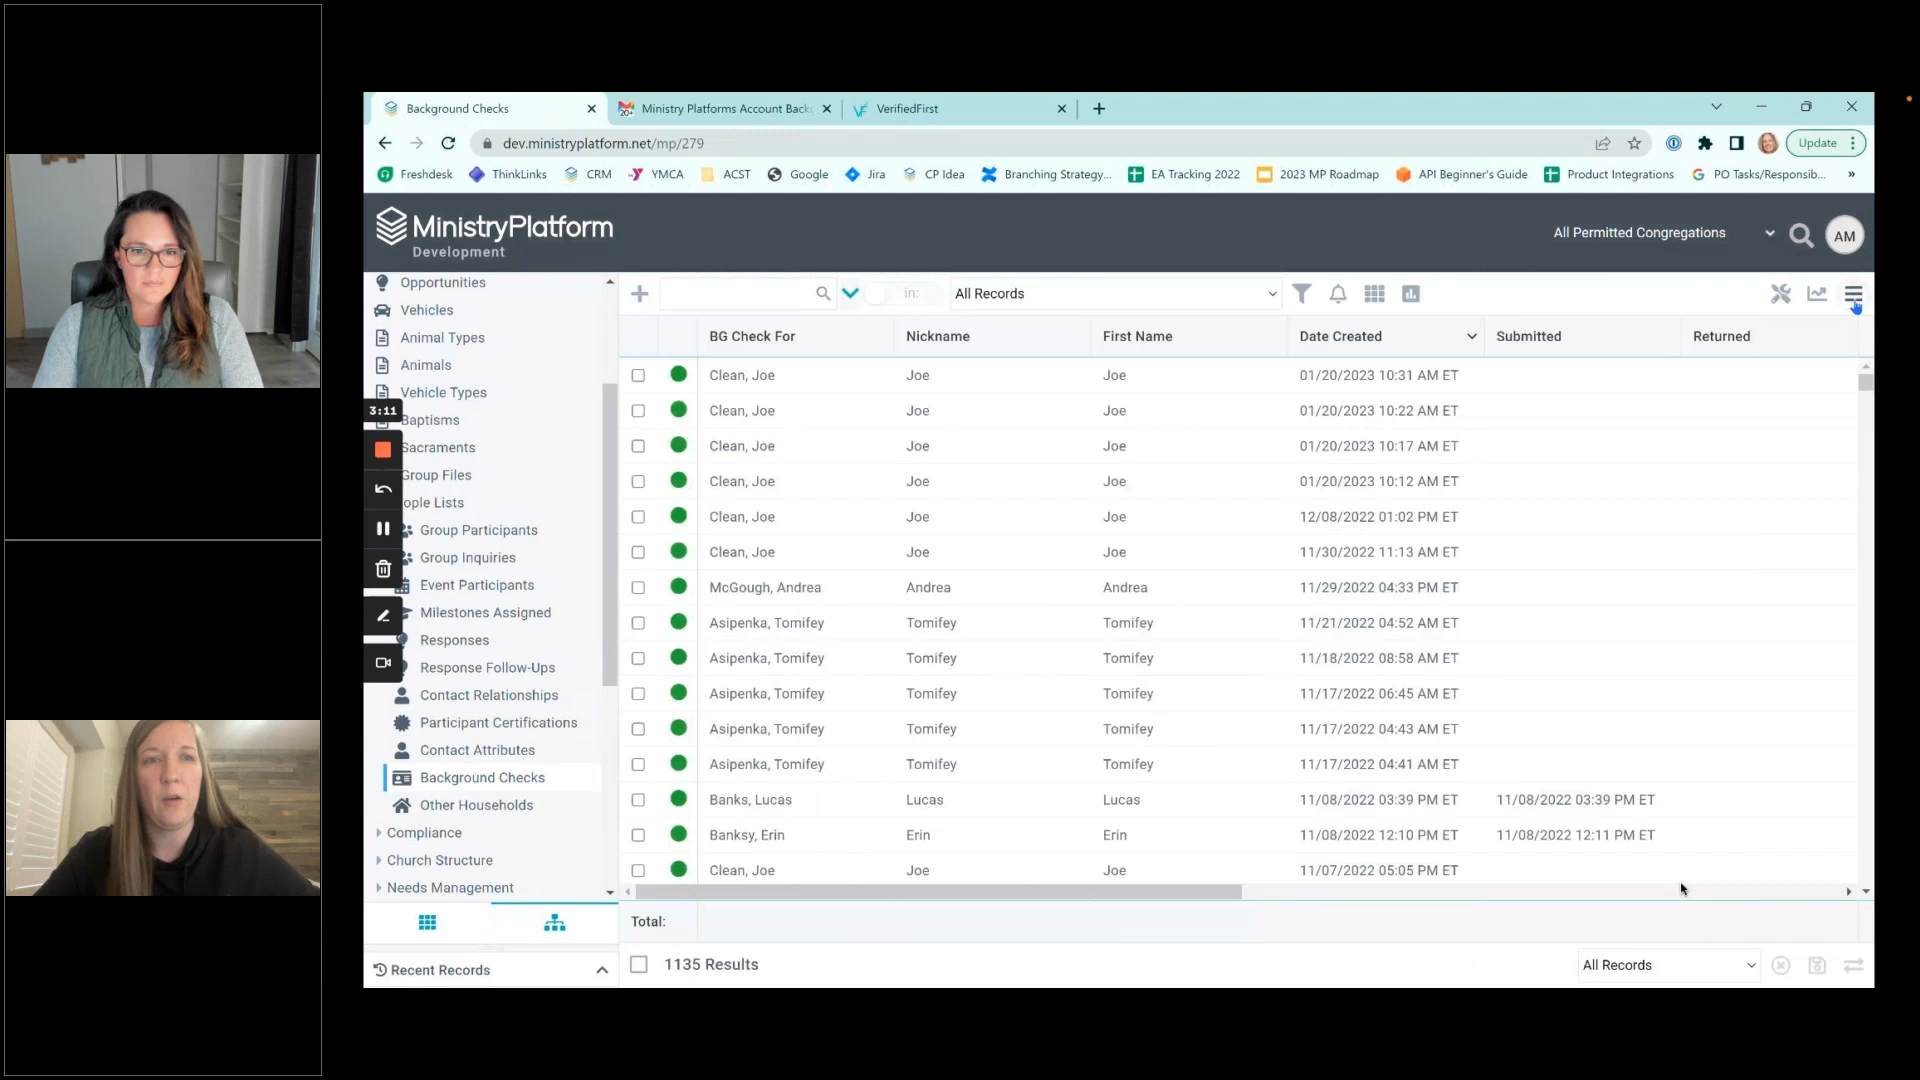 Background Checks
Ministry Platforms Account Back
VerifiedFirst
dev.ministryplatform.net/mp/279
Update
Freshdesk
ThinkLinks
CRM
YMCA
ACST
Google
Jira
CP Idea
Branching Strategy...
EA Tracking 2022
2023 MP Roadmap
API Beginner's Guide
Product Integrations
PO Tasks/Responsib...
»
MinistryPlatform
Development
All Permitted Congregations
AM
Opportunities
Vehicles
Animal Types
Animals
Vehicle Types
3:11
Baptisms
Sacraments
Group Files
ople Lists
Group Participants
Group Inquiries
Event Participants
Milestones Assigned
Responses
Response Follow-Ups
Contact Relationships
Participant Certifications
Contact Attributes
Background Checks
Other Households
Compliance
Church Structure
Needs Management
Recent Records
in:
All Records
BG Check For Nickname First Name Date Created Submitted Returned
Clean, Joe Joe Joe 01/20/2023 10:31 AM ET
Clean, Joe Joe Joe 01/20/2023 10:22 AM ET
Clean, Joe Joe Joe 01/20/2023 10:17 AM ET
Clean, Joe Joe Joe 01/20/2023 10:12 AM ET
Clean, Joe Joe Joe 12/08/2022 01:02 PM ET
Clean, Joe Joe Joe 11/30/2022 11:13 AM ET
McGough, Andrea Andrea Andrea 11/29/2022 04:33 PM ET
Asipenka, Tomifey Tomifey Tomifey 11/21/2022 04:52 AM ET
Asipenka, Tomifey Tomifey Tomifey 11/18/2022 08:58 AM ET
Asipenka, Tomifey Tomifey Tomifey 11/17/2022 06:45 AM ET
Asipenka, Tomifey Tomifey Tomifey 11/17/2022 04:43 AM ET
Asipenka, Tomifey Tomifey Tomifey 11/17/2022 04:41 AM ET
Banks, Lucas Lucas Lucas 11/08/2022 03:39 PM ET 11/08/2022 03:39 PM ET
Banksy, Erin Erin Erin 11/08/2022 12:10 PM ET 11/08/2022 12:11 PM ET
Clean, Joe Joe Joe 11/07/2022 05:05 PM ET
Total:
1135 Results
All Records